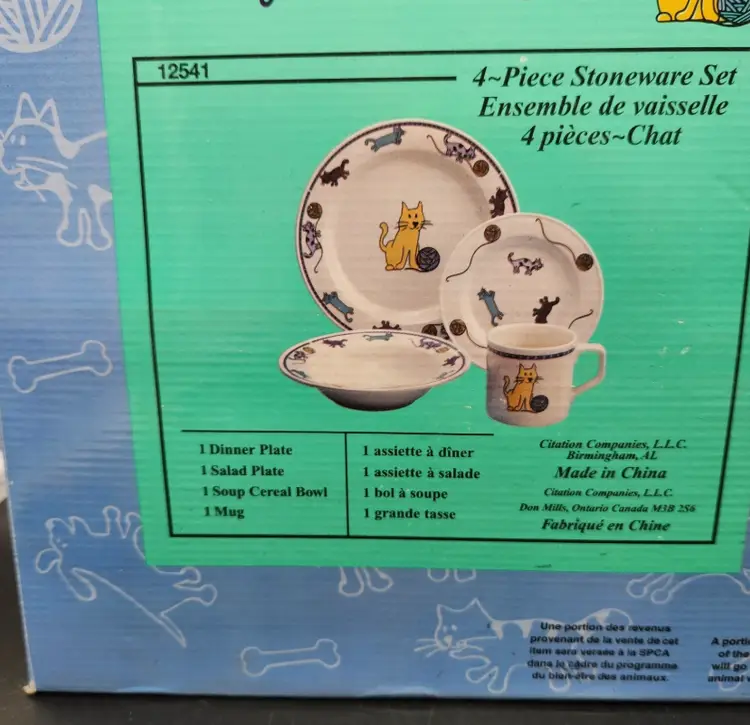 12541
4~Piece Stoneware Set
Ensemble de vaisselle
4 pièces~Chat
1 Dinner Plate
1 Salad Plate
1 Soup Cereal Bowl
1 Mug
1 assiette à dîner
1 assiette à salade
1 bol à soupe
1 grande tasse
Citation Companies, L.L.C.
Birmingham, AL
Made in China
Citation Companies, L.L.C.
Don Mills, Ontario Canada M3B 2S6
Fabriqué en Chine
Une portion des revenus
provenant de la vente de cet
item sera versée à la SPCA
dans le cadre du programme
du bien-être des animaux.
A porti
of the
will go
animal